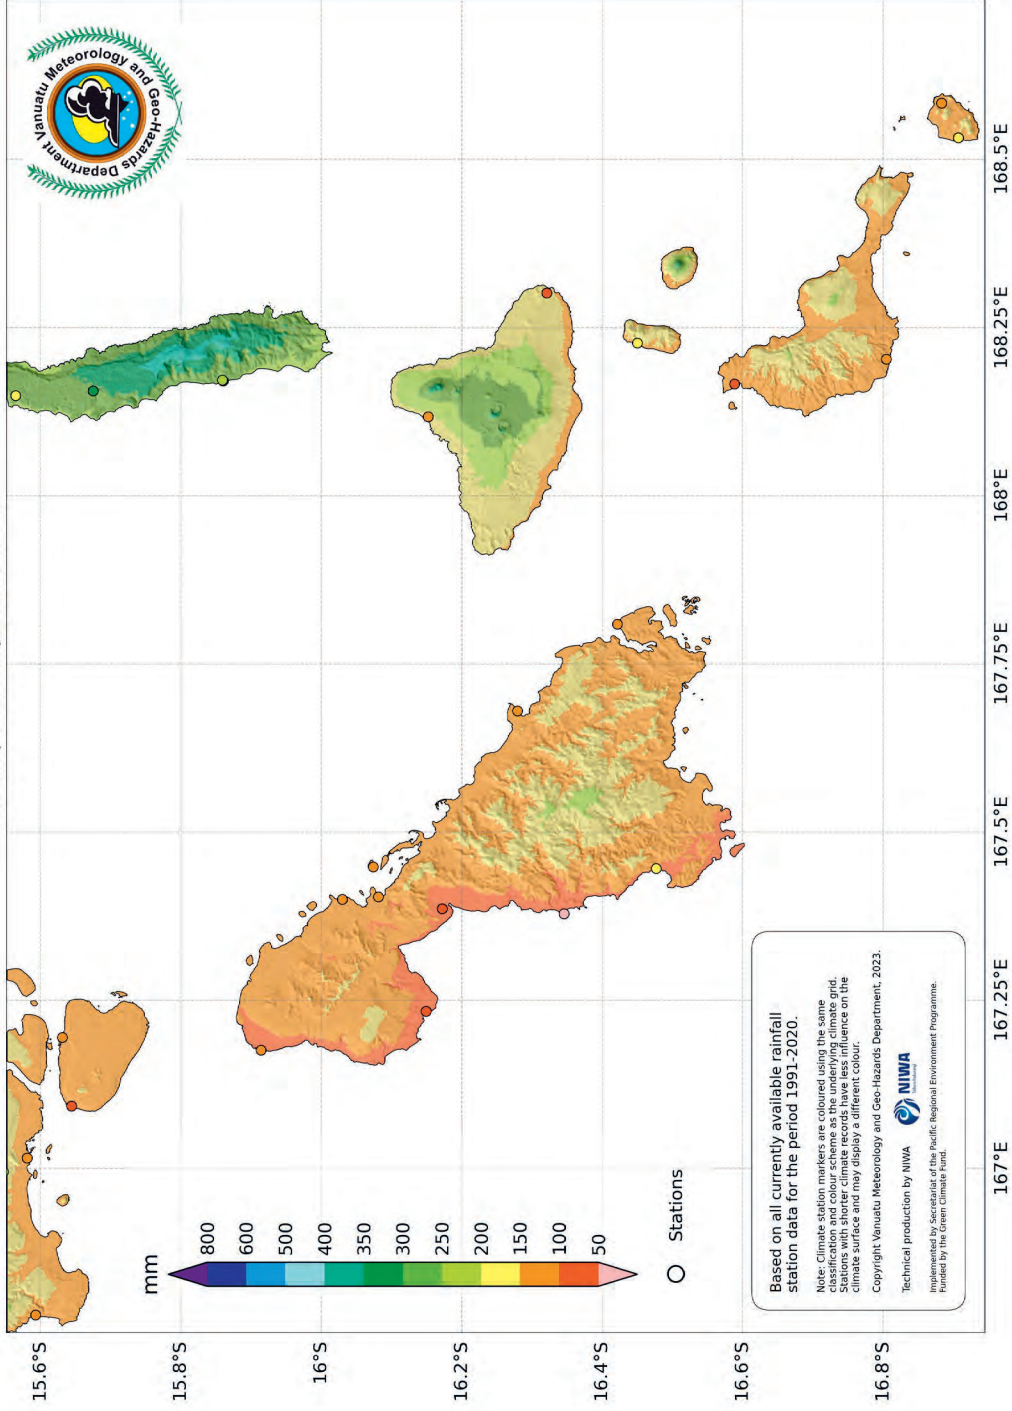 Vanuatu Meteorology and Geo-Hazards Department
15.6°S
15.8°S
16°S
16.2°S
16.4°S
16.6°S
16.8°S
mm
800
600
500
400
350
300
250
200
150
100
50
Stations
Based on all currently available rainfall
station data for the period 1991-2020.
Note: Climate station markers are coloured using the same
classification and colour scheme as the underlying climate grid.
Stations with shorter climate records have less influence on the
climate surface and may display a different colour.
Copyright Vanuatu Meteorology and Geo-Hazards Department, 2023.
Technical production by NIWA
NIWA
Implemented by Secretariat of the Pacific Regional Environment Programme.
Funded by the Green Climate Fund.
167°E
167.25°E
167.5°E
167.75°E
168°E
168.25°E
168.5°E